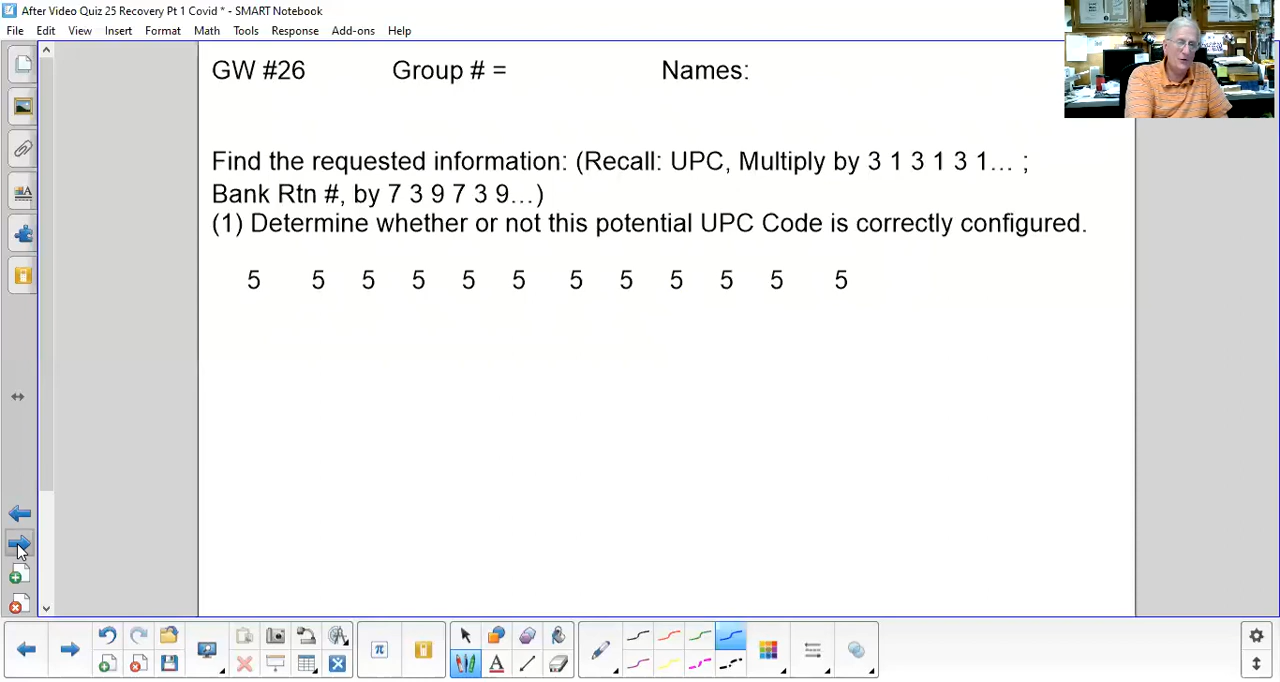 After Video Quiz 25 Recovery Pt 1 Covid * - SMART Notebook
File Edit View Insert Format Math Tools Response Add-ons Help
GW #26 Group # = Names:
Find the requested information: (Recall: UPC, Multiply by 3 1 3 1 3 1… ;
Bank Rtn #, by 7 3 9 7 3 9…)
(1) Determine whether or not this potential UPC Code is correctly configured.
5 5 5 5 5 5 5 5 5 5 5 5